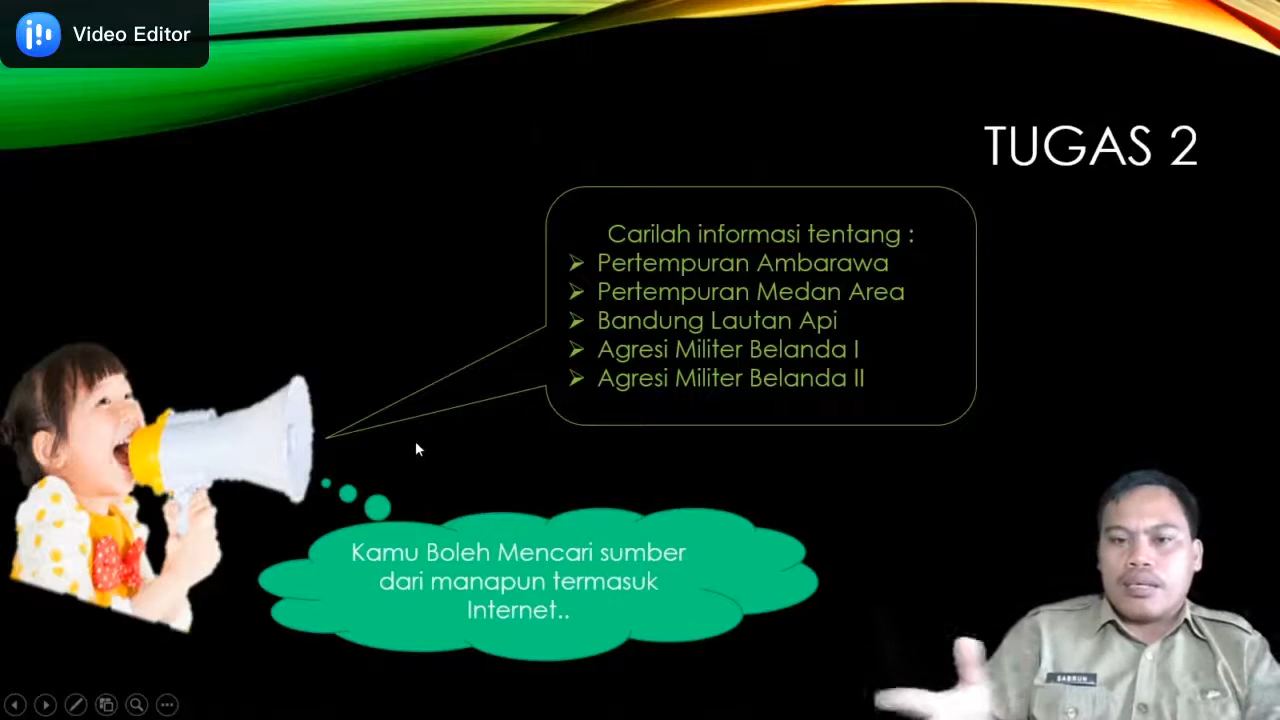 Video Editor
TUGAS 2
Carilah informasi tentang :
➢ Pertempuran Ambarawa
➢ Pertempuran Medan Area
➢ Bandung Lautan Api
➢ Agresi Militer Belanda I
➢ Agresi Militer Belanda II
Kamu Boleh Mencari sumber
dari manapun termasuk
Internet..
SABRUN